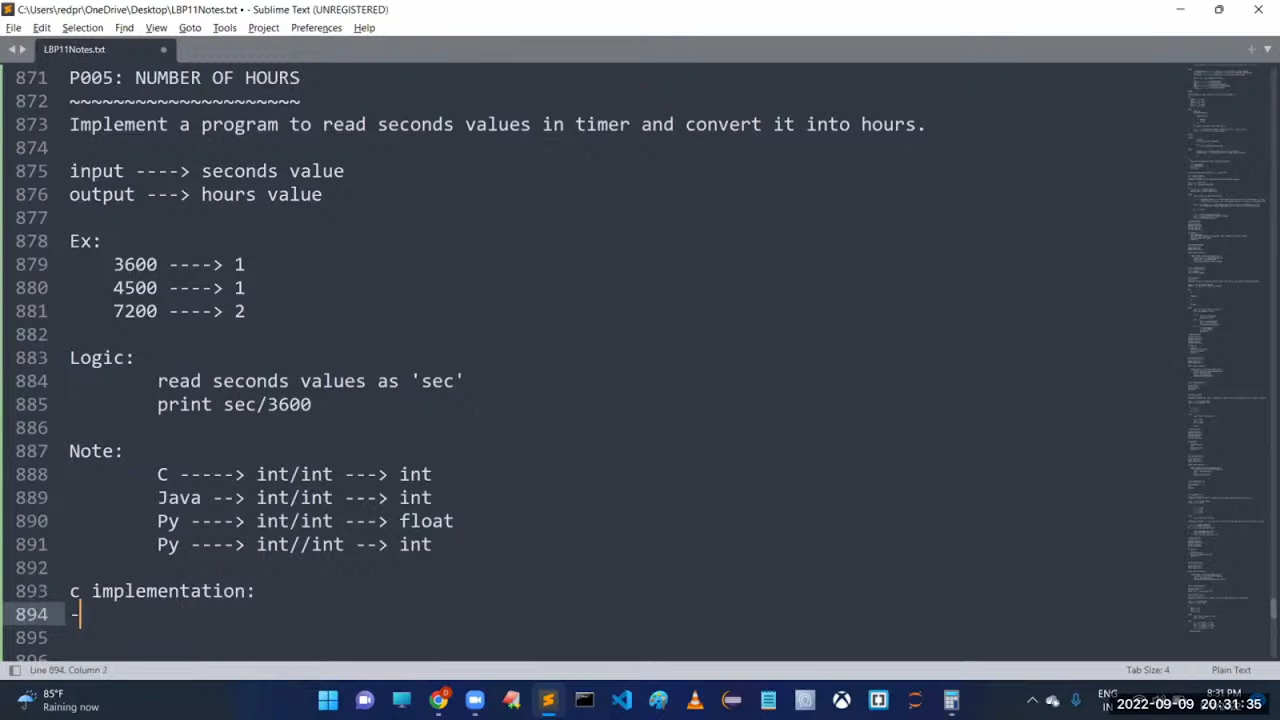 C:\Users\redpr\OneDrive\Desktop\LBP11Notes.txt • - Sublime Text (UNREGISTERED)
File Edit Selection Find View Goto Tools Project Preferences Help
LBP11Notes.txt
871 P005: NUMBER OF HOURS
872 ~~~~~~~~~~~~~~~~~~~~~
873 Implement a program to read seconds values in timer and convert it into hours.
874
875 input ----> seconds value
876 output ---> hours value
877
878 Ex:
879 3600 ----> 1
880 4500 ----> 1
881 7200 ----> 2
882
883 Logic:
884 read seconds values as 'sec'
885 print sec/3600
886
887 Note:
888 C -----> int/int ---> int
889 Java --> int/int ---> int
890 Py ----> int/int ---> float
891 Py ----> int//int --> int
892
893 c implementation:
894 -
895
896
Line 894, Column 2 Tab Size: 4 Plain Text
85°F
Raining now
ENG
IN
8:31 PM
2022-09-09 20:31:35